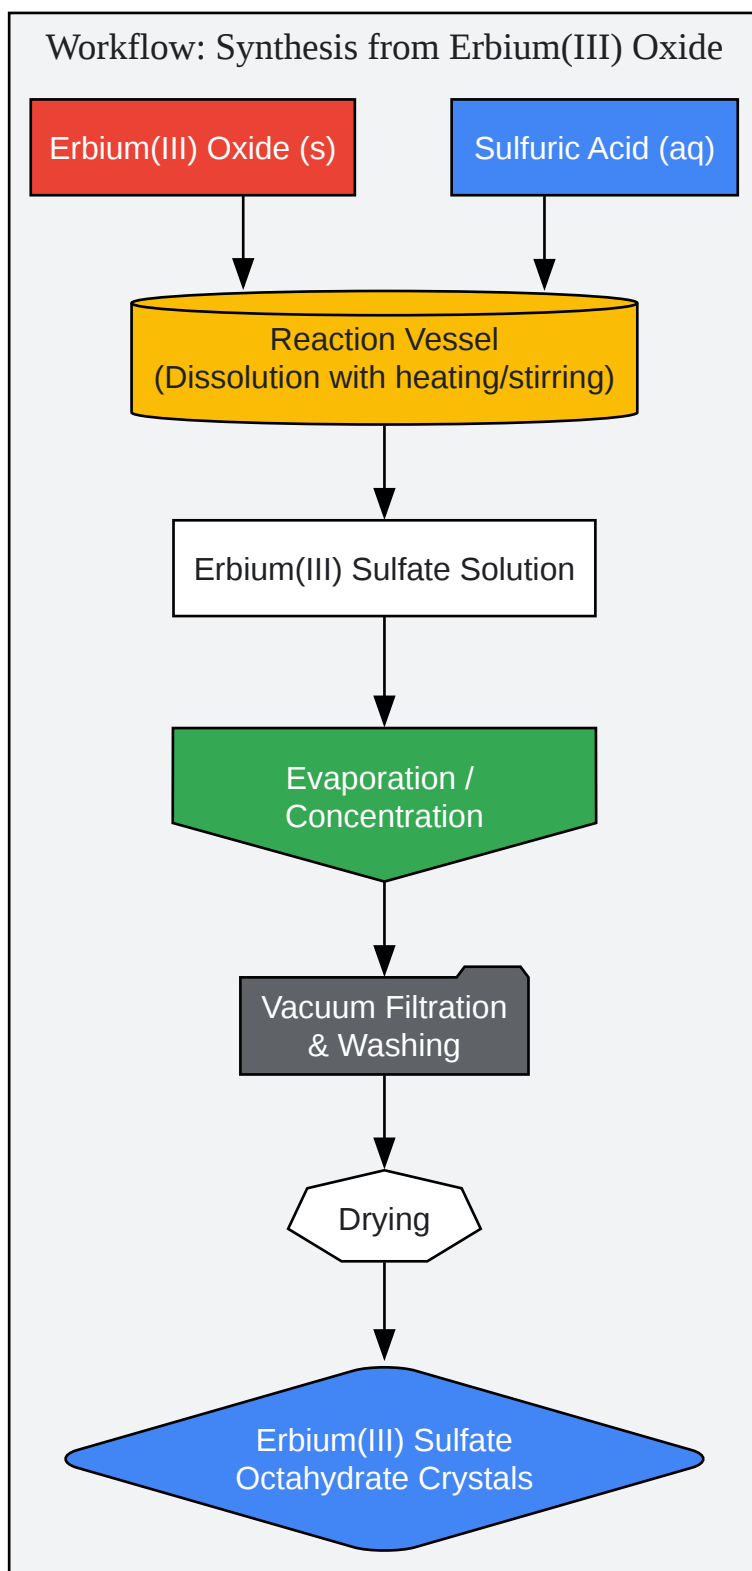 Workflow: Synthesis from Erbium(III) Oxide
Erbium(III) Oxide (s)
Sulfuric Acid (aq)
Reaction Vessel
(Dissolution with heating/stirring)
Erbium(III) Sulfate Solution
Evaporation /
Concentration
Vacuum Filtration
& Washing
Drying
Erbium(III) Sulfate
Octahydrate Crystals